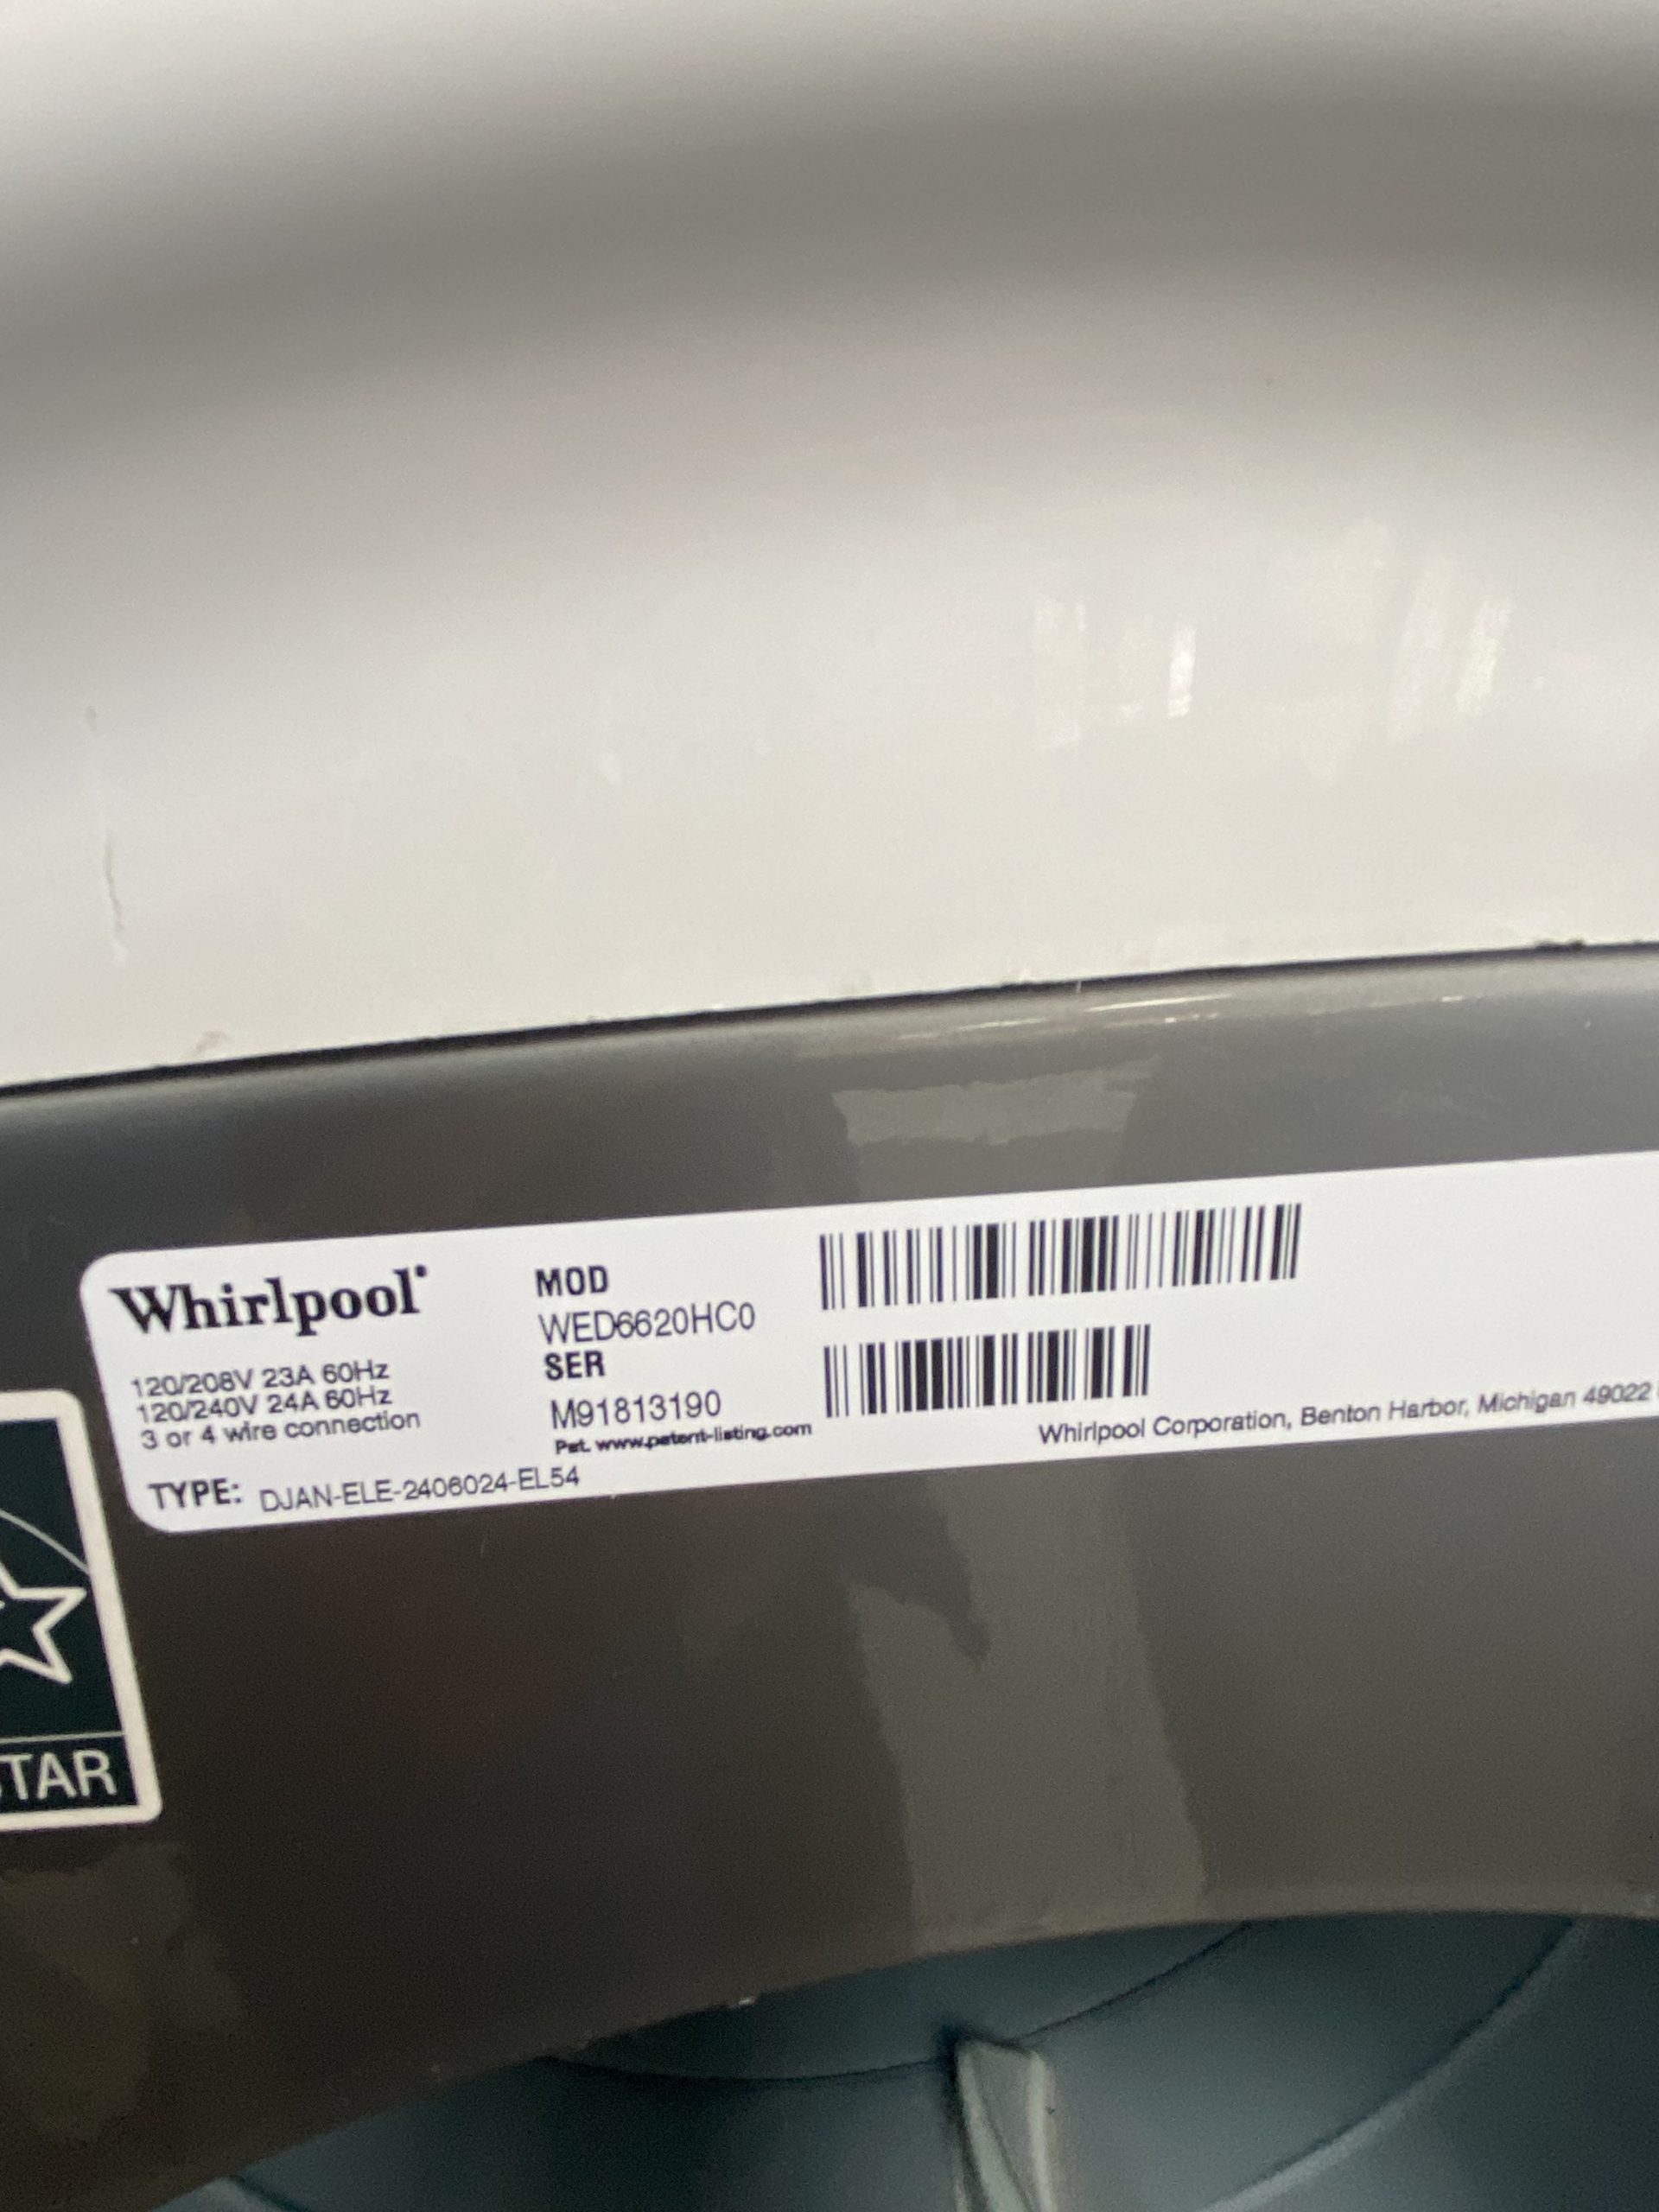 Whirlpool
120/208V 23A 60Hz
120/240V 24A 60Hz
3 or 4 wire connection
TYPE: DJAN-ELE-2406024-EL54
MOD
WED6620HC0
SER
M91813190
Pat. www.patent-listing.com
Whirlpool Corporation, Benton Harbor, Michigan 49022
TAR